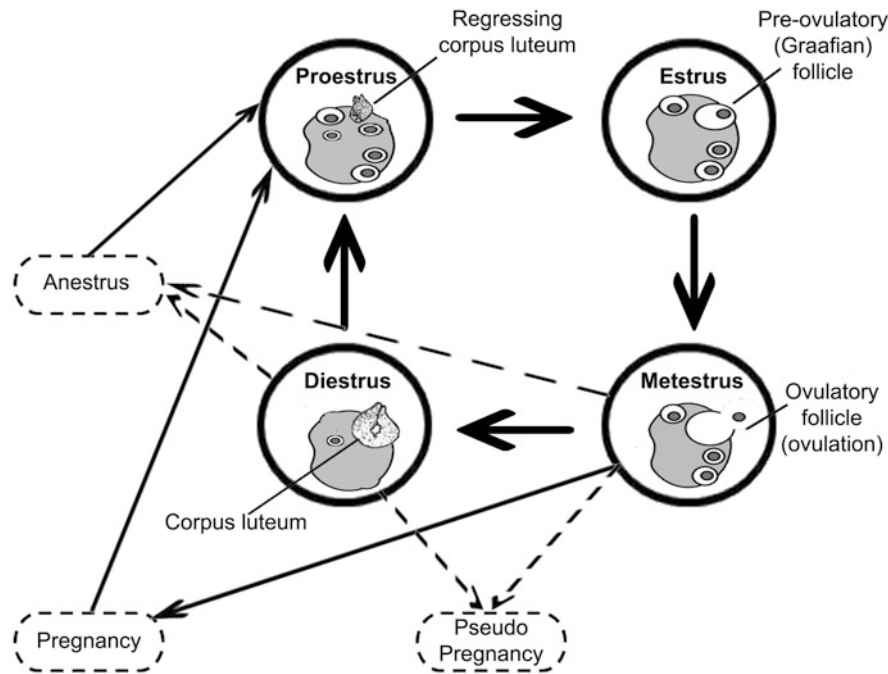 Regressing
corpus luteum
Pre-ovulatory
(Graafian)
follicle
Proestrus
Estrus
Anestrus
Diestrus
Metestrus
Ovulatory
follicle
(ovulation)
Corpus luteum
Pregnancy
Pseudo
Pregnancy